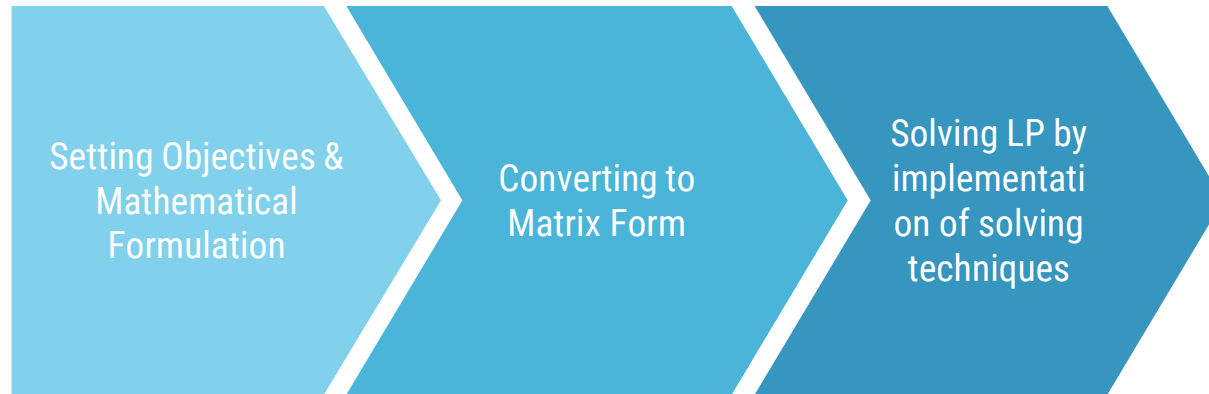 Setting Objectives &
Mathematical
Formulation
Converting to
Matrix Form
Solving LP by
implementati
on of solving
techniques